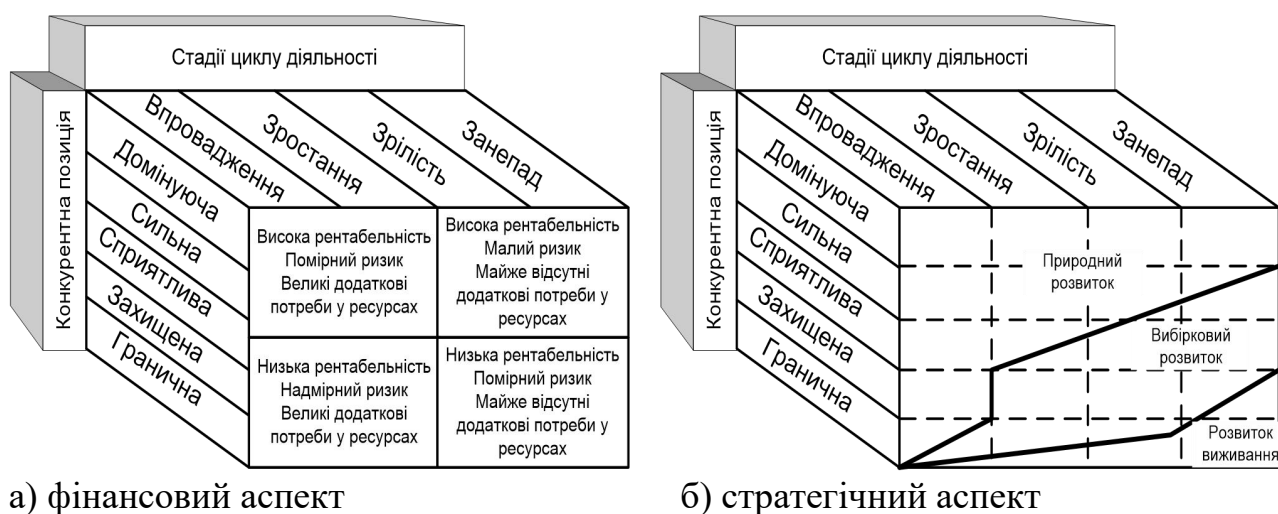 Стадії циклу діяльності
Конкурентна позиція
Впровадження
Зростання
Зрілість
Занепад
Домінуюча
Сильна
Сприятлива
Захищена
Гранична
Висока рентабельність
Помірний ризик
Великі додаткові
потреби у ресурсах
Висока рентабельність
Малий ризик
Майже відсутні
додаткові потреби у
ресурсах
Низька рентабельність
Надмірний ризик
Великі додаткові
потреби у ресурсах
Низька рентабельність
Помірний ризик
Майже відсутні
додаткові потреби у
ресурсах
а) фінансовий аспект
Стадії циклу діяльності
Конкурентна позиція
Впровадження
Зростання
Зрілість
Занепад
Домінуюча
Сильна
Сприятлива
Захищена
Гранична
Природний
розвиток
Вибірковий
розвиток
Розвиток
виживання
б) стратегічний аспект